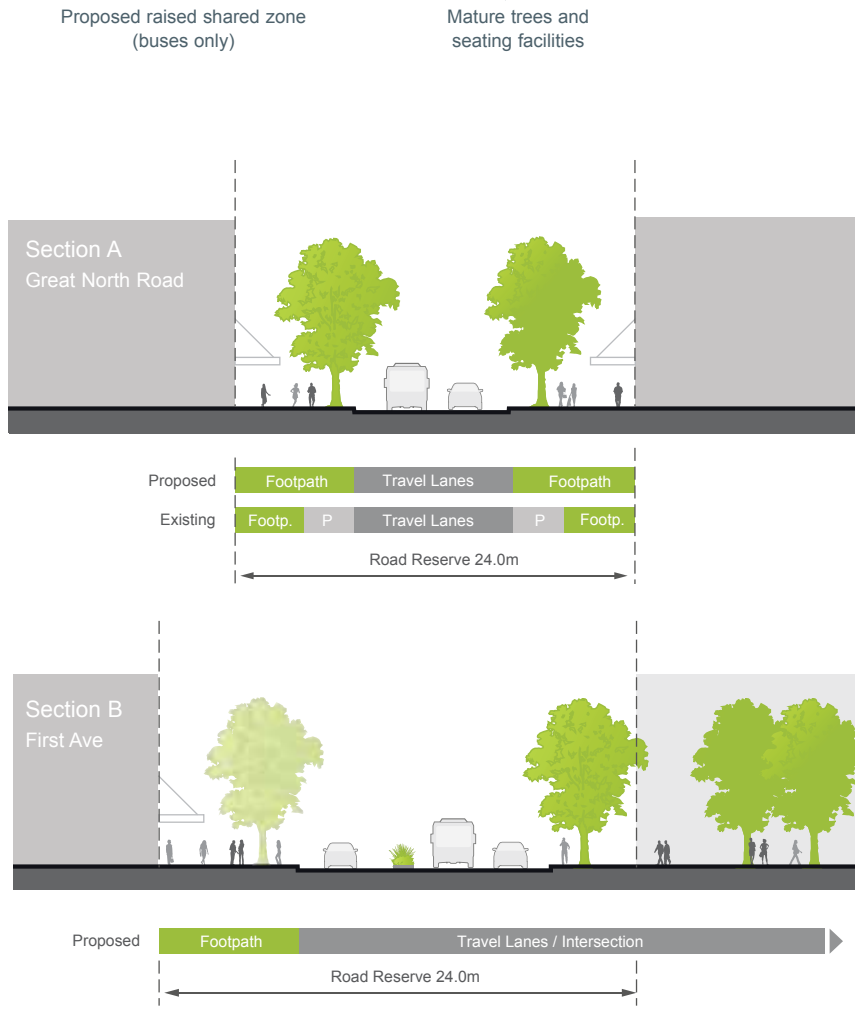 Proposed raised shared zone
(buses only)
Mature trees and
seating facilities
Section A
Great North Road
Proposed Footpath Travel Lanes Footpath
Existing Footp. P Travel Lanes P Footp.
Road Reserve 24.0m
Section B
First Ave
Proposed Footpath Travel Lanes / Intersection
Road Reserve 24.0m